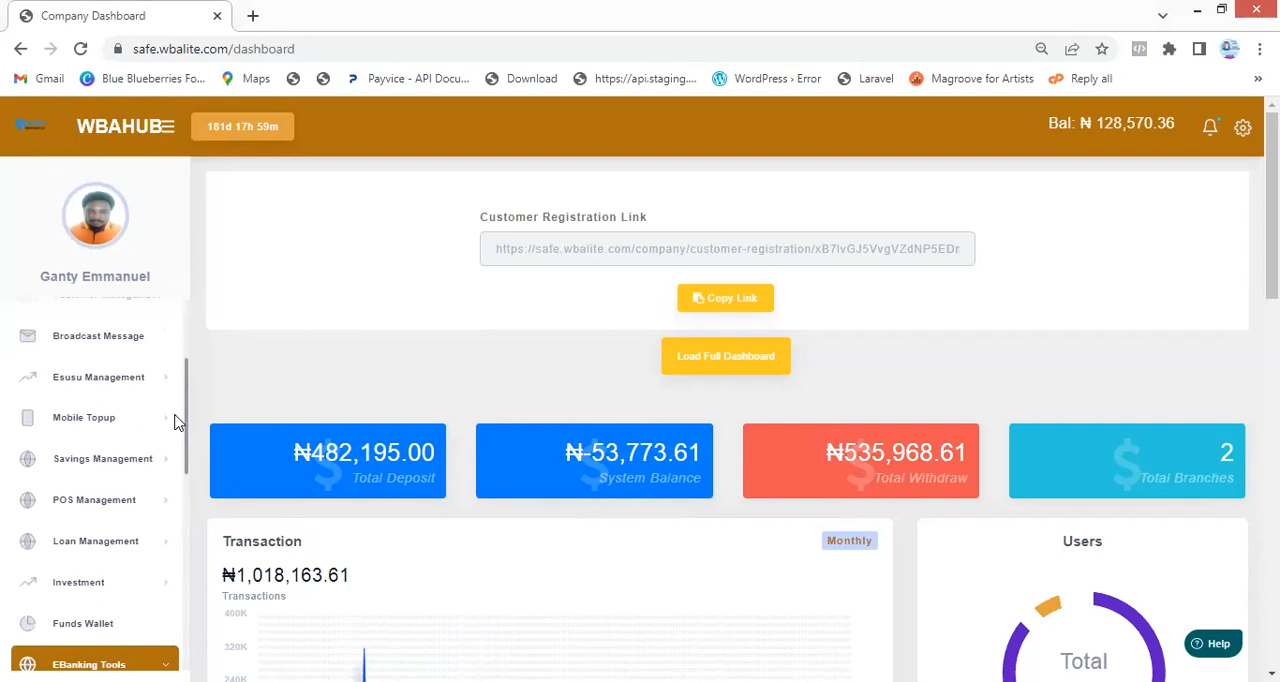 Company Dashboard
safe.wbalite.com/dashboard
Gmail
Blue Blueberries Fo...
Maps
Payvice - API Docu...
Download
https://api.staging....
WordPress › Error
Laravel
Magroove for Artists
Reply all
»
WBAHUB
181d 17h 59m
Bal: ₦ 128,570.36
Ganty Emmanuel
Customer Management
Broadcast Message
Esusu Management
Mobile Topup
Savings Management
POS Management
Loan Management
Investment
Funds Wallet
EBanking Tools
Customer Registration Link
https://safe.wbalite.com/company/customer-registration/xB7lvGJ5VvgVZdNP5EDr
Copy Link
Load Full Dashboard
₦482,195.00
Total Deposit
₦-53,773.61
System Balance
₦535,968.61
Total Withdraw
2
Total Branches
Transaction
Monthly
₦1,018,163.61
Transactions
400K
320K
240K
Users
Total
Help